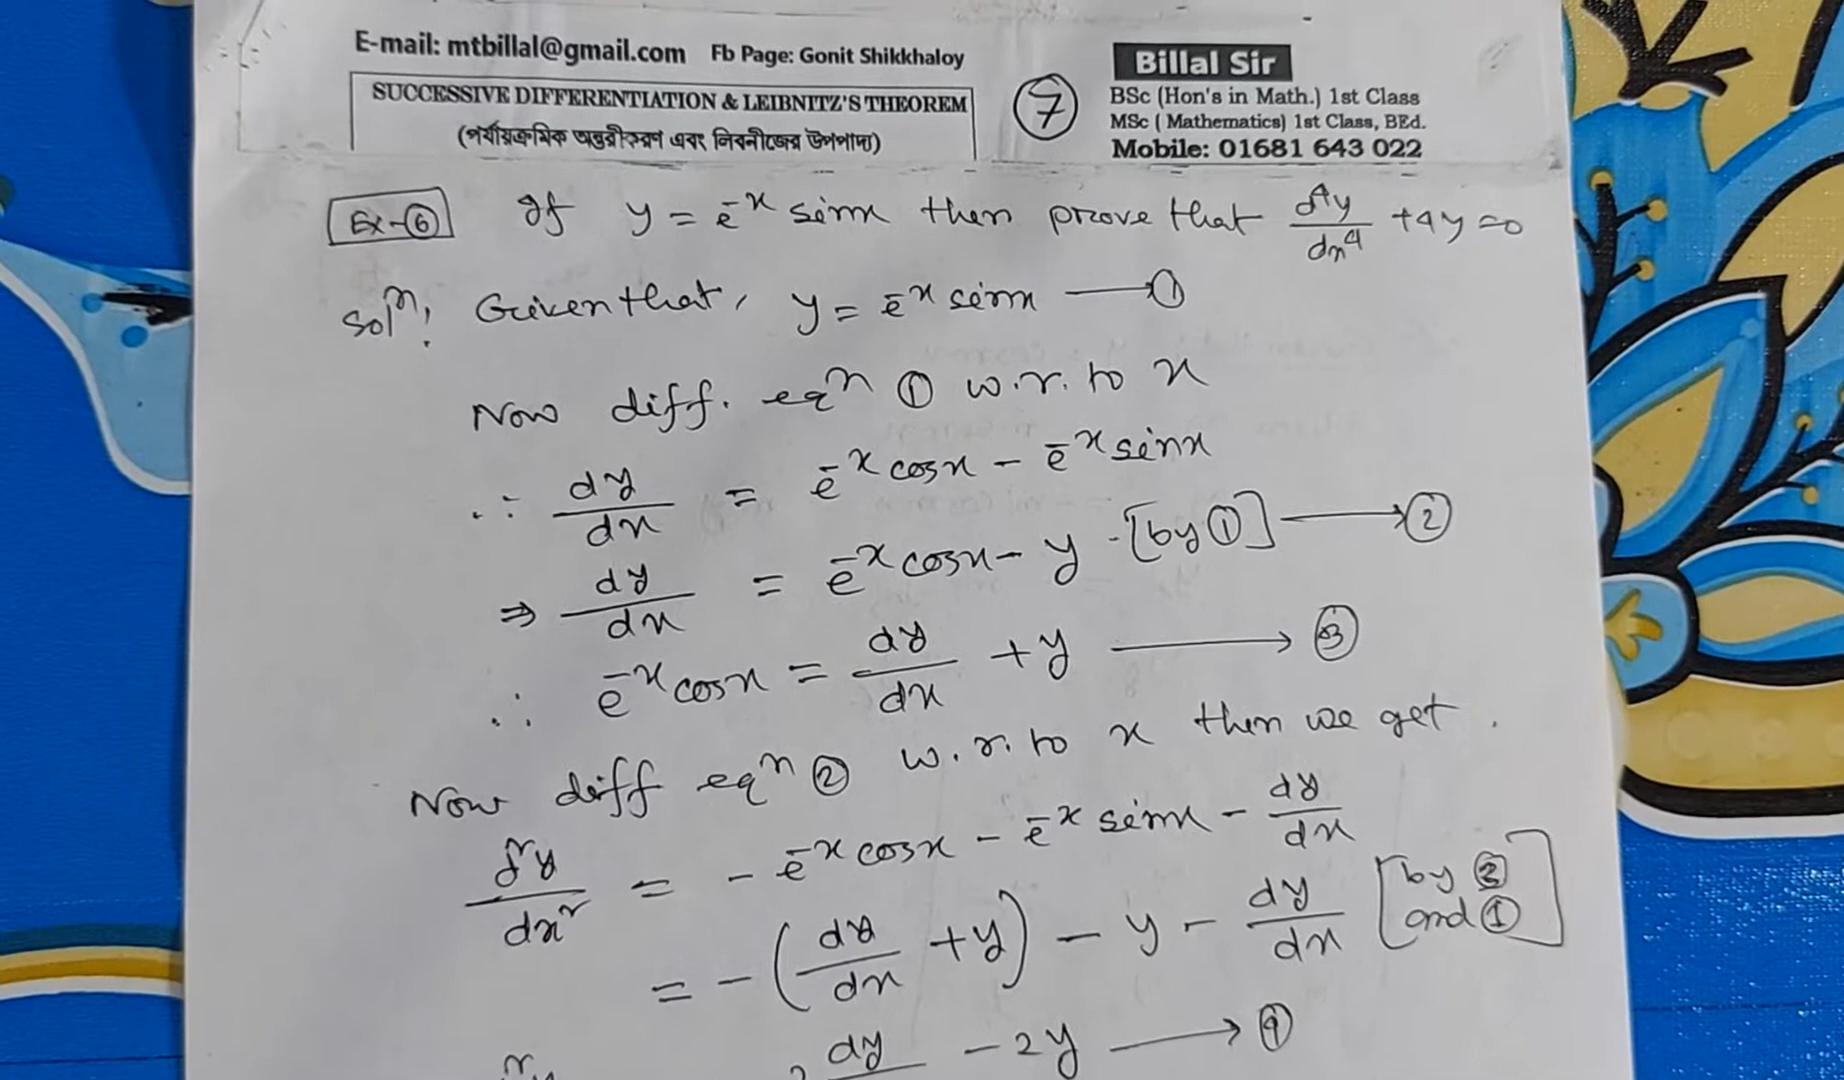 E-mail: mtbillal@gmail.com Fb Page: Gonit Shikkhaloy
SUCCESSIVE DIFFERENTIATION & LEIBNITZ'S THEOREM
(পর্যায়ক্রমিক অন্তরীকরণ এবং লিবনীজের উপপাদ্য)
7
Billal Sir
BSc (Hon's in Math.) 1st Class
MSc ( Mathematics) 1st Class, BEd.
Mobile: 01681 643 022
Ex-6 If y = e^-x sinx then prove that d^4y/dx^4 + 4y = 0
Solⁿ: Given that, y = e^-x sinx → 1
Now diff. eqⁿ 1 w.r. to x
∴ dy/dx = e^-x cosx - e^-x sinx
⇒ dy/dx = e^-x cosx - y - [by 1] → 2
∴ e^-x cosx = dy/dx + y → 3
Now diff eqⁿ 2 w.r. to x then we get.
d²y/dx² = - e^-x cosx - e^-x sinx - dy/dx
= - (dy/dx + y) - y - dy/dx [by 3 and 1]
dy - 2y → 4